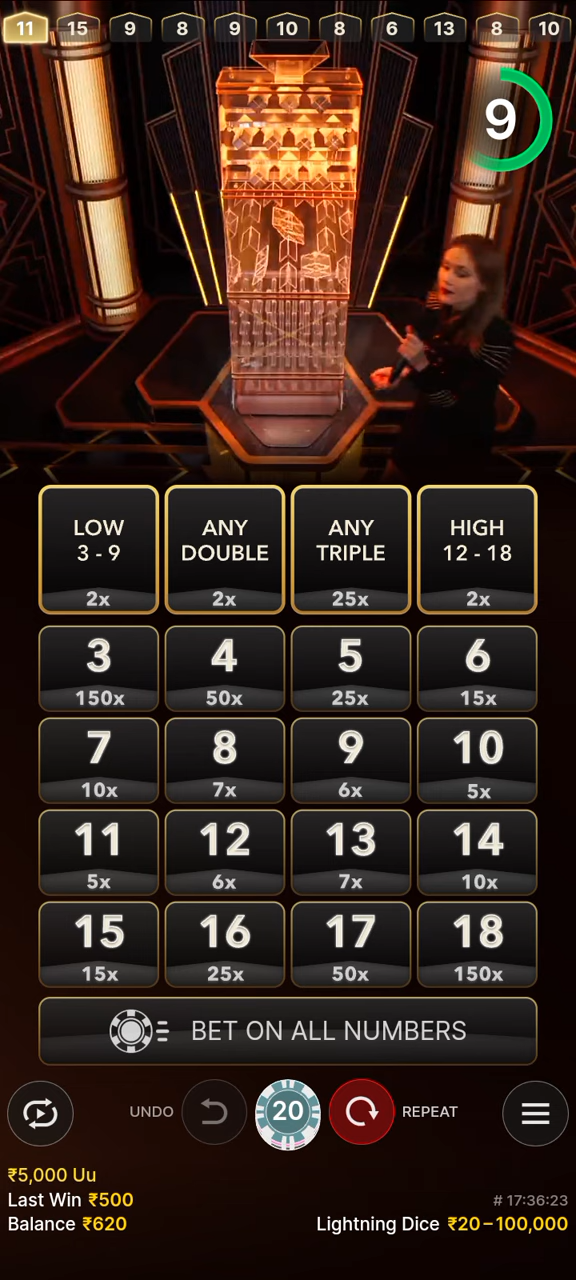 11 15 9 8 9 10 8 6 13 8 10
9
LOW
3 - 9
2x
ANY
DOUBLE
2x
ANY
TRIPLE
25x
HIGH
12 - 18
2x
3
150x
4
50x
5
25x
6
15x
7
10x
8
7x
9
6x
10
5x
11
5x
12
6x
13
7x
14
10x
15
15x
16
25x
17
50x
18
150x
BET ON ALL NUMBERS
UNDO
20
REPEAT
₹5,000 Uu
Last Win ₹500
# 17:36:23
Balance ₹620
Lightning Dice ₹20–100,000